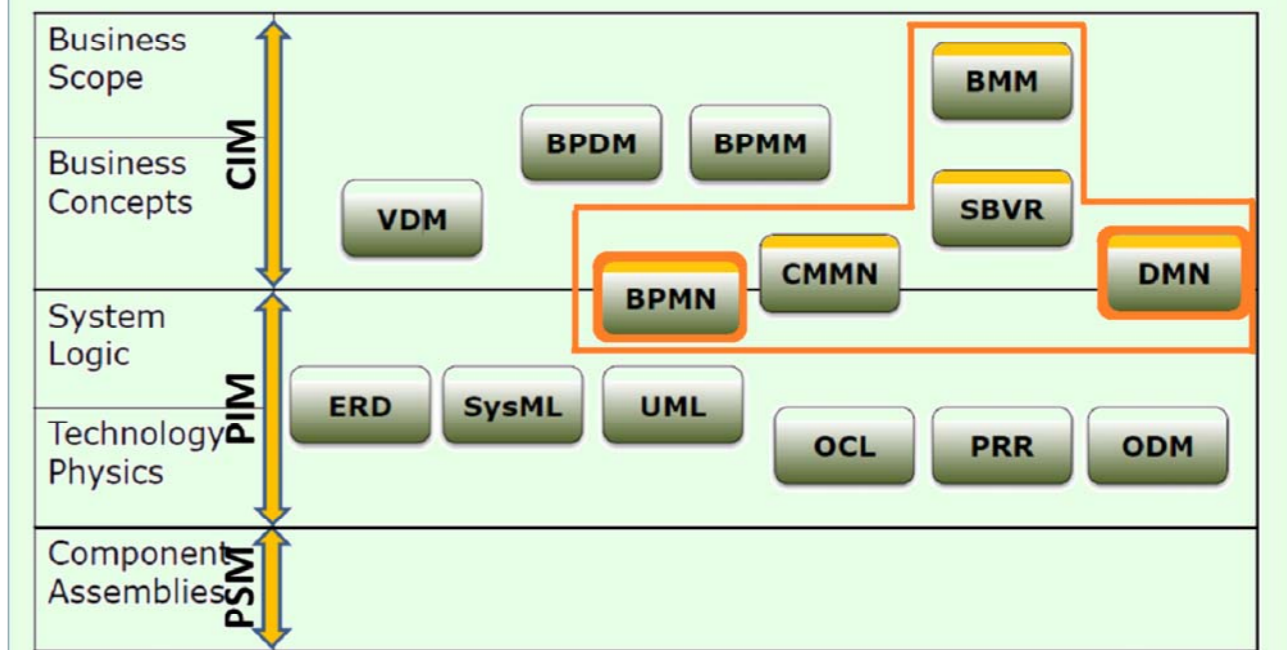 Business
Scope
BMM
BPDM
BPMM
CIM
Business
Concepts
VDM
SBVR
CMMN
DMN
BPMN
System
Logic
PIM
ERD
SysML
UML
Technology
Physics
OCL
PRR
ODM
Component
Assemblies
PSM